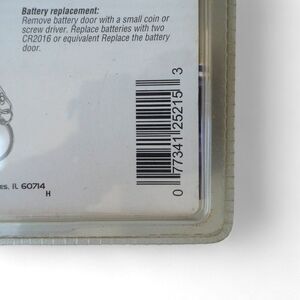 Battery replacement:
Remove battery door with a small coin or
screw driver. Replace batteries with two
CR2016 or equivalent Replace the battery
door.
0 77341 25215 3
ES, IL 60714
H